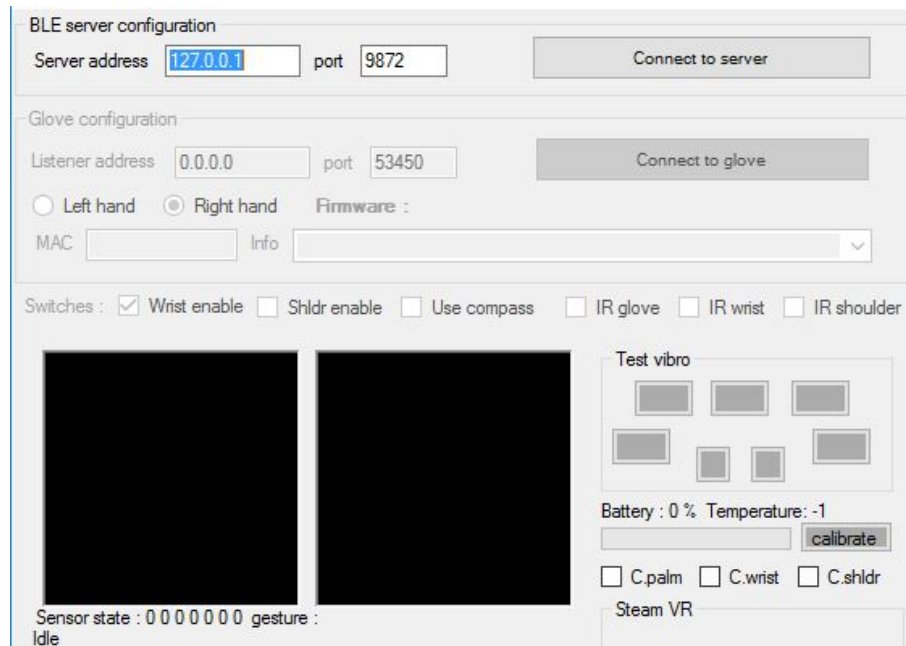 BLE server configuration
Server address 127.0.0.1 port 9872 Connect to server
Glove configuration
Listener address 0.0.0.0 port 53450 Connect to glove
Left hand Right hand Firmware :
MAC Info
Switches : Wrist enable Shldr enable Use compass IR glove IR wrist IR shoulder
Test vibro
Battery : 0 % Temperature: -1
calibrate
C.palm C.wrist C.shldr
Sensor state : 0 0 0 0 0 0 0 gesture :
Idle
Steam VR